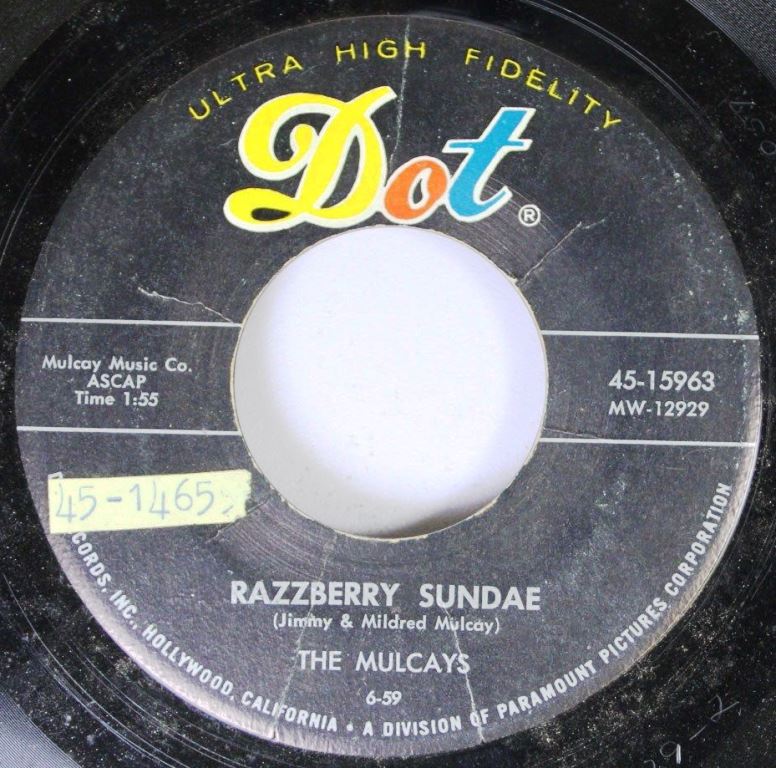 ULTRA HIGH FIDELITY
Dot®
Mulcay Music Co.
ASCAP
Time 1:55
45-15963
MW-12929
45-1465
RAZZBERRY SUNDAE
(Jimmy & Mildred Mulcay)
THE MULCAYS
6-59
CORDS, INC., HOLLYWOOD, CALIFORNIA • A DIVISION OF PARAMOUNT PICTURES CORPORATION